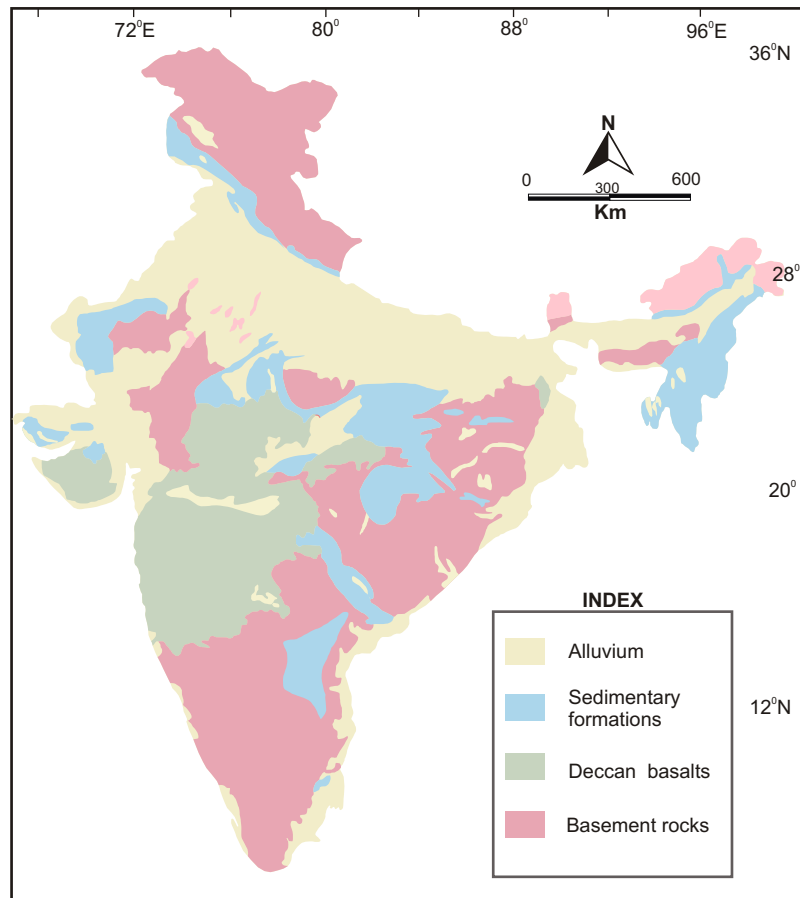 72⁰E 80⁰ 88⁰ 96⁰E
36⁰N
N
0 300 600
Km
28⁰
20⁰
12⁰N
INDEX
Alluvium
Sedimentary
formations
Deccan basalts
Basement rocks